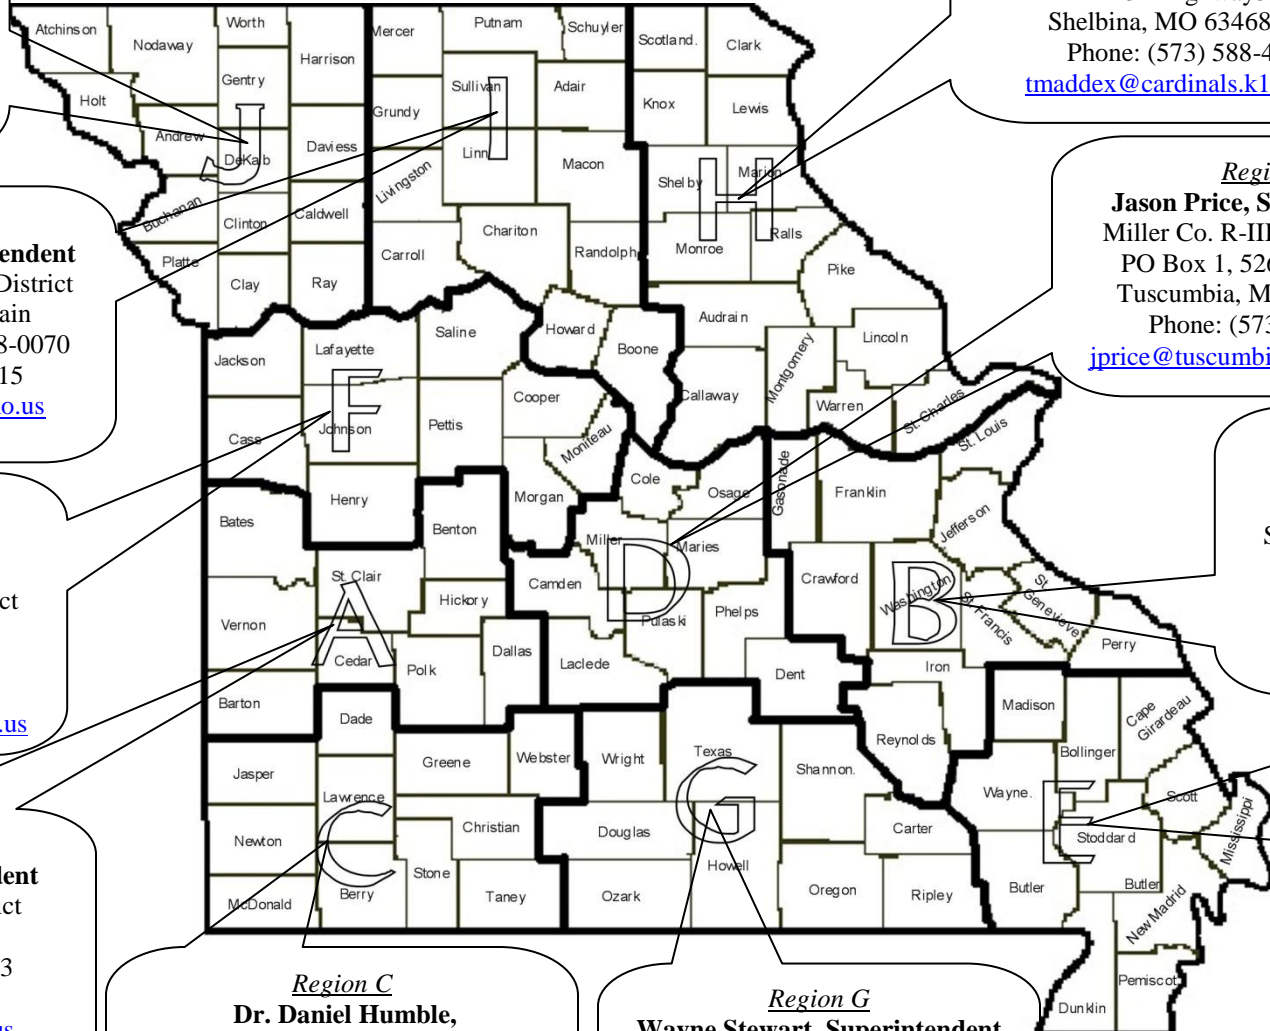 Shelbina, MO 63468
Phone: (573) 588-4
tmaddex@cardinals.k1
Regi
Jason Price, S
Miller Co. R-III
PO Box 1, 526
Tuscumbia, M
Phone: (573
jprice@tuscumbi
endent
District
ain
8-0070
15
o.us
ct
.us
dent
ct
3
us
S
Atchinson
Nodaway
Worth
Harrison
Gentry
Holt
Andrew
DeKalb
Daviess
Buchanan
Clinton
Caldwell
Platte
Clay
Ray
J
Mercer
Putnam
Schuyler
Sullivan
Adair
Grundy
Linn
Macon
Livingston
Chariton
Carroll
Randolph
I
Scotland.
Clark
Knox
Lewis
Shelby
Marion
Monroe
Ralls
Pike
Audrain
Lincoln
Montgomery
Callaway
Warren
St. Charles
Howard
Boone
H
Jackson
Lafayette
Saline
Cooper
Cass
Johnson
Pettis
Moniteau
Henry
Morgan
F
Bates
Benton
St. Clair
Hickory
Vernon
Cedar
Polk
Dallas
Barton
A
Cole
Osage
Miller
Maries
Camden
Pulaski
Phelps
Laclede
Dent
D
Gasonade
Franklin
St. Louis
Jefferson
Crawford
Washington
St. Francis
St. Genevieve
Perry
Iron
Reynolds
B
Dade
Jasper
Greene
Webster
Lawrence
Newton
Christian
Stone
McDonald
Berry
Taney
C
Wright
Texas
Shannon.
Douglas
Howell
Carter
Ozark
Oregon
Ripley
G
Madison
Cape Girardeau
Bollinger
Wayne.
Scott
Mississippi
Stoddard
Butler
Butler
New Madrid
Pemiscot
Dunklin
E
Region C
Dr. Daniel Humble,
Region G
Wayne Stewart, Superintendent